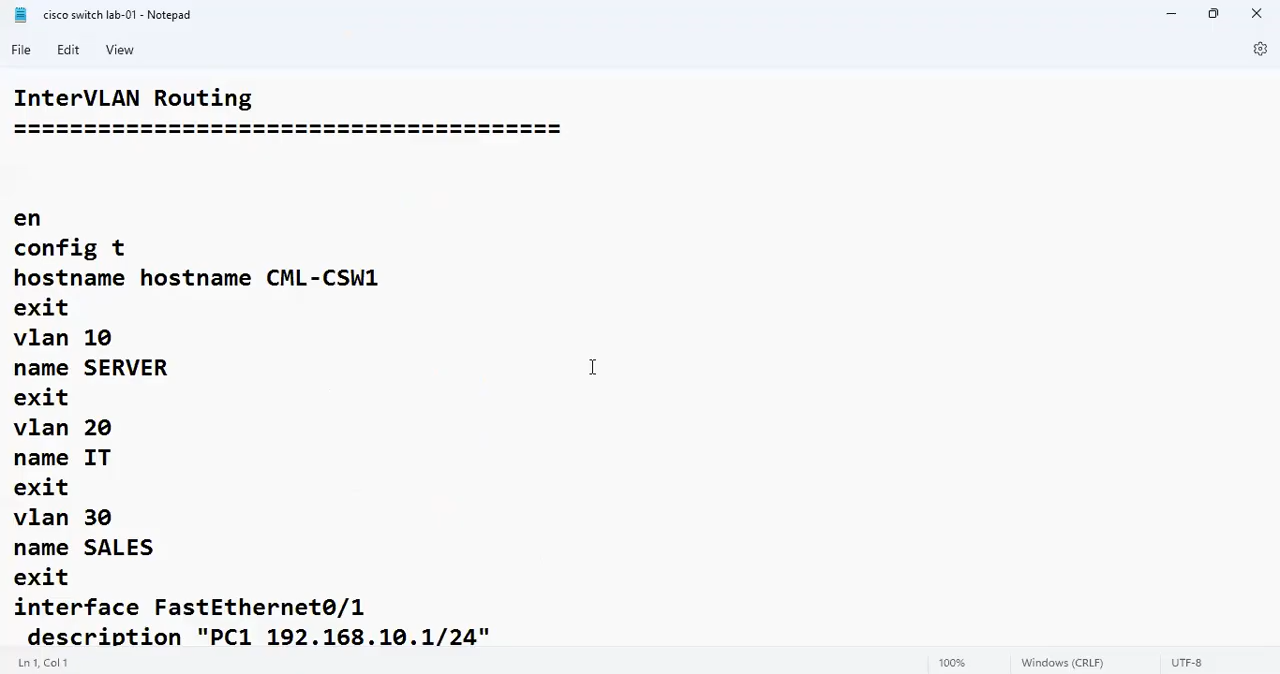 cisco switch lab-01 - Notepad
File Edit View
InterVLAN Routing
=======================================
en
config t
hostname hostname CML-CSW1
exit
vlan 10
name SERVER
exit
vlan 20
name IT
exit
vlan 30
name SALES
exit
interface FastEthernet0/1
description "PC1 192.168.10.1/24"
Ln 1, Col 1 100% Windows (CRLF) UTF-8